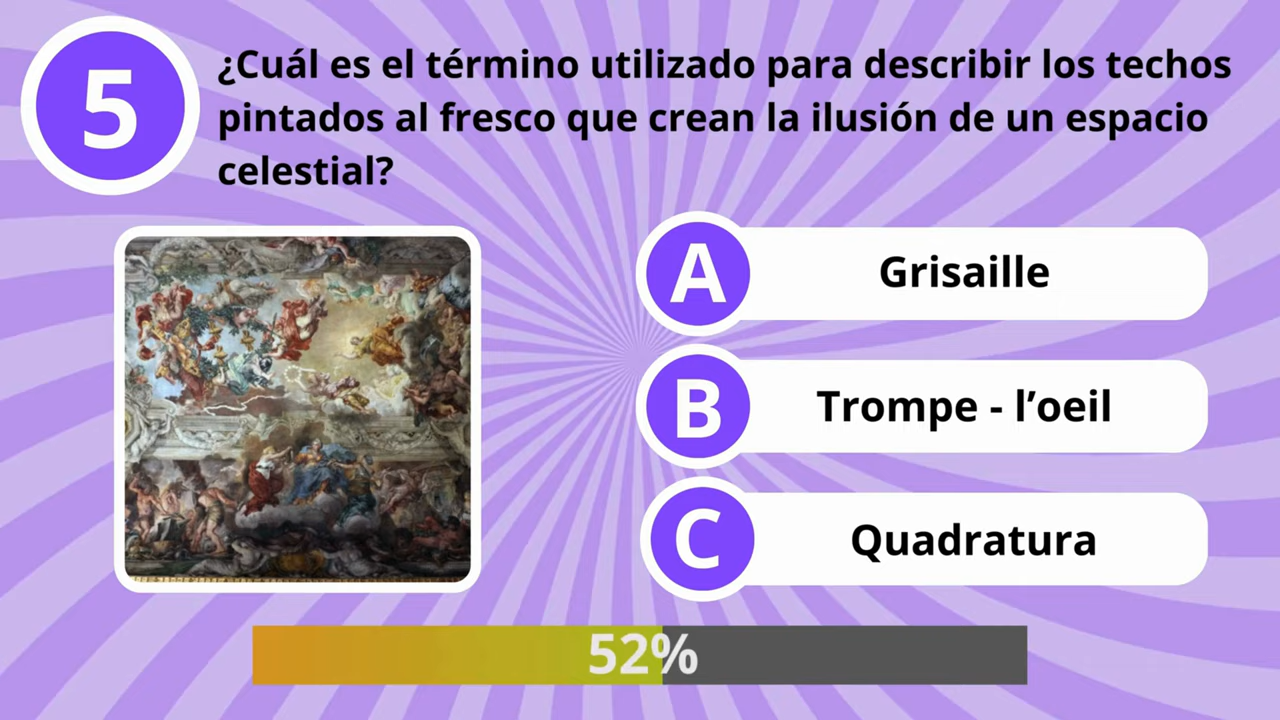 5
¿Cuál es el término utilizado para describir los techos
pintados al fresco que crean la ilusión de un espacio
celestial?
A Grisaille
B Trompe - l’oeil
C Quadratura
52%